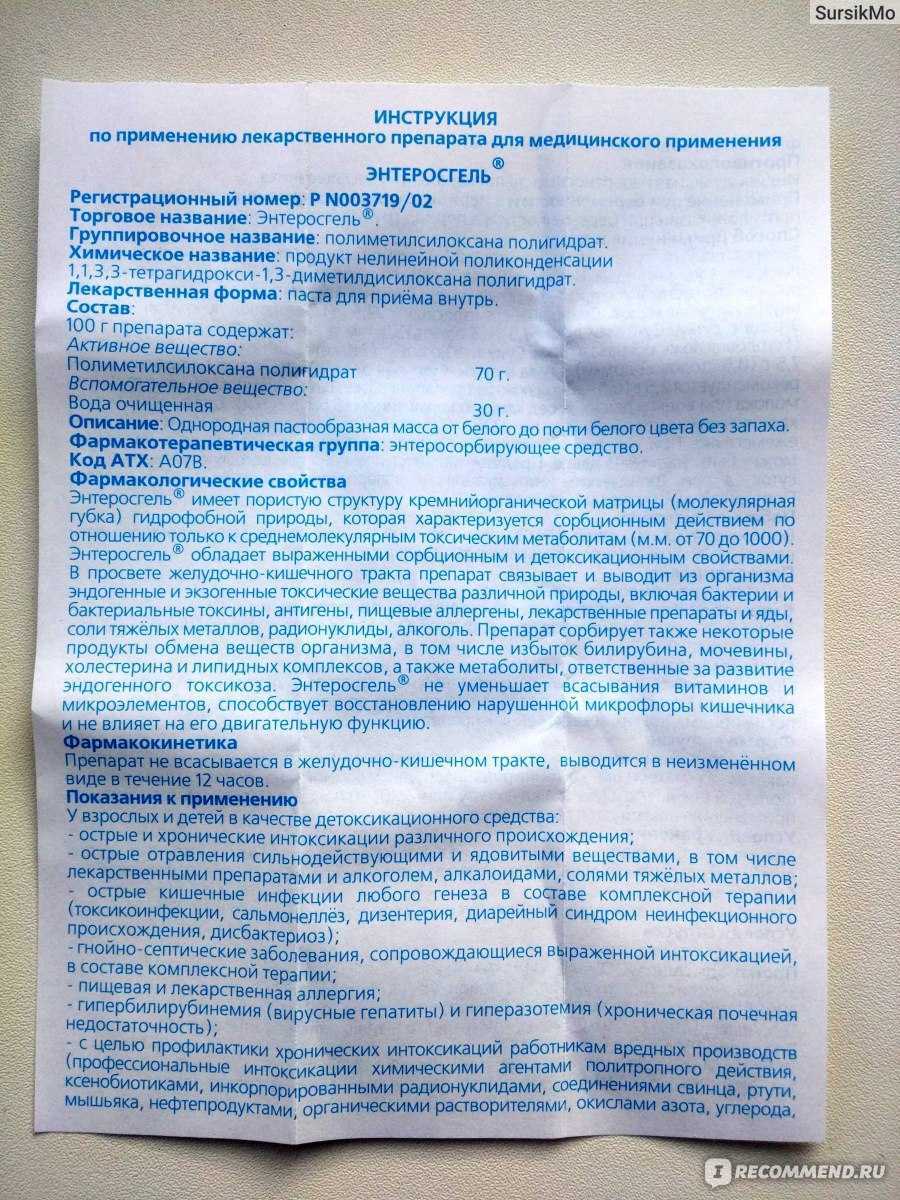 SursikMo
ИНСТРУКЦИЯ
по применению лекарственного препарата для медицинского применения
ЭНТЕРОСГЕЛЬ®
Регистрационный номер: Р N003719/02
Торговое название: Энтеросгель®.
Группировочное название: полиметилсилоксана полигидрат.
Химическое название: продукт нелинейной поликонденсации
1,1,3,3-тетрагидрокси-1,3-диметилдисилоксана полигидрат.
Лекарственная форма: паста для приёма внутрь.
Состав:
100 г препарата содержат:
Активное вещество:
Полиметилсилоксана полигидрат 70 г.
Вспомогательное вещество:
Вода очищенная 30 г.
Описание: Однородная пастообразная масса от белого до почти белого цвета без запаха.
Фармакотерапевтическая группа: энтеросорбирующее средство.
Код АТХ: А07В.
Фармакологические свойства
Энтеросгель® имеет пористую структуру кремнийорганической матрицы (молекулярная
губка) гидрофобной природы, которая характеризуется сорбционным действием по
отношению только к среднемолекулярным токсическим метаболитам (м.м. от 70 до 1000).
Энтеросгель® обладает выраженными сорбционным и детоксикационным свойствами.
В просвете желудочно-кишечного тракта препарат связывает и выводит из организма
эндогенные и экзогенные токсические вещества различной природы, включая бактерии и
бактериальные токсины, антигены, пищевые аллергены, лекарственные препараты и яды,
соли тяжёлых металлов, радионуклиды, алкоголь. Препарат сорбирует также некоторые
продукты обмена веществ организма, в том числе избыток билирубина, мочевины,
холестерина и липидных комплексов, а также метаболиты, ответственные за развитие
эндогенного токсикоза. Энтеросгель® не уменьшает всасывания витаминов и
микроэлементов, способствует восстановлению нарушенной микрофлоры кишечника
и не влияет на его двигательную функцию.
Фармакокинетика
Препарат не всасывается в желудочно-кишечном тракте, выводится в неизменённом
виде в течение 12 часов.
Показания к применению
У взрослых и детей в качестве детоксикационного средства:
- острые и хронические интоксикации различного происхождения;
- острые отравления сильнодействующими и ядовитыми веществами, в том числе
лекарственными препаратами и алкоголем, алкалоидами, солями тяжёлых металлов;
- острые кишечные инфекции любого генеза в составе комплексной терапии
(токсикоинфекции, сальмонеллёз, дизентерия, диарейный синдром неинфекционного
происхождения, дисбактериоз);
- гнойно-септические заболевания, сопровождающиеся выраженной интоксикацией,
в составе комплексной терапии;
- пищевая и лекарственная аллергия;
- гипербилирубинемия (вирусные гепатиты) и гиперазотемия (хроническая почечная
недостаточность);
- с целью профилактики хронических интоксикаций работникам вредных производств
(профессиональные интоксикации химическими агентами политропного действия,
ксенобиотиками, инкорпорированными радионуклидами, соединениями свинца, ртути,
мышьяка, нефтепродуктами, органическими растворителями, окислами азота, углерода,
IRECOMMEND.RU